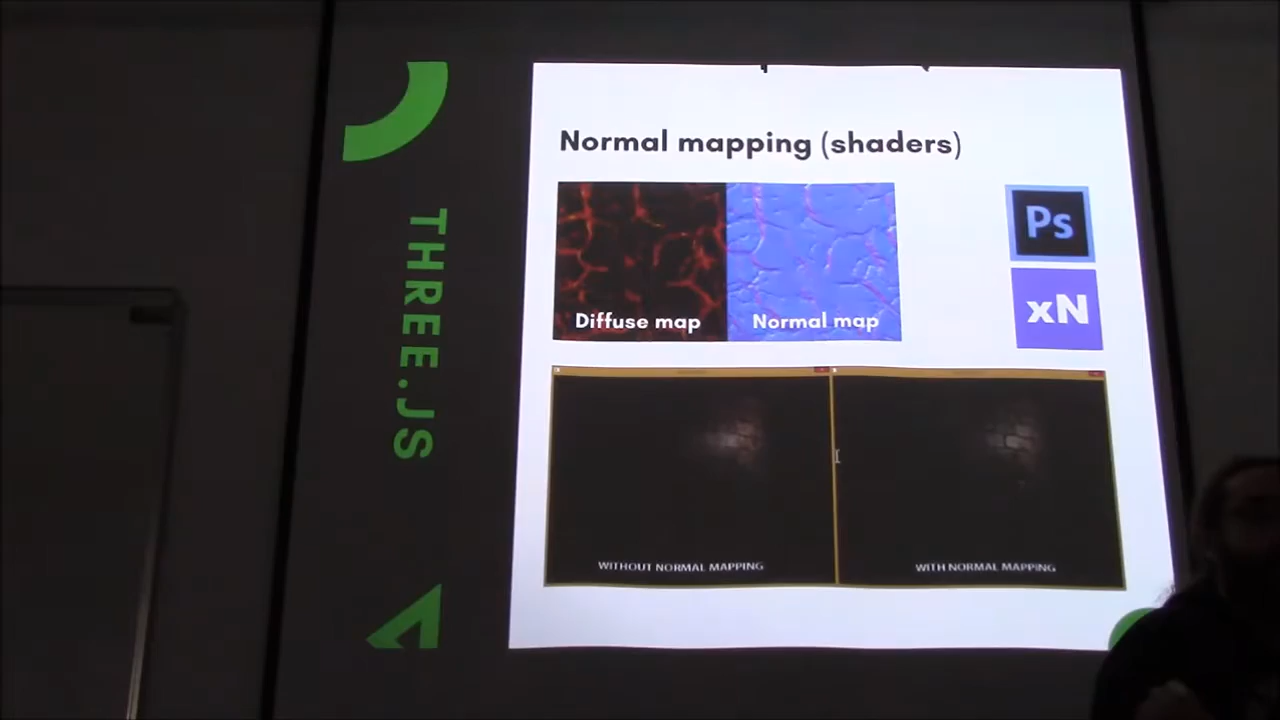 THREE.JS
Normal mapping (shaders)
Diffuse map
Normal map
Ps
xN
WITHOUT NORMAL MAPPING
WITH NORMAL MAPPING